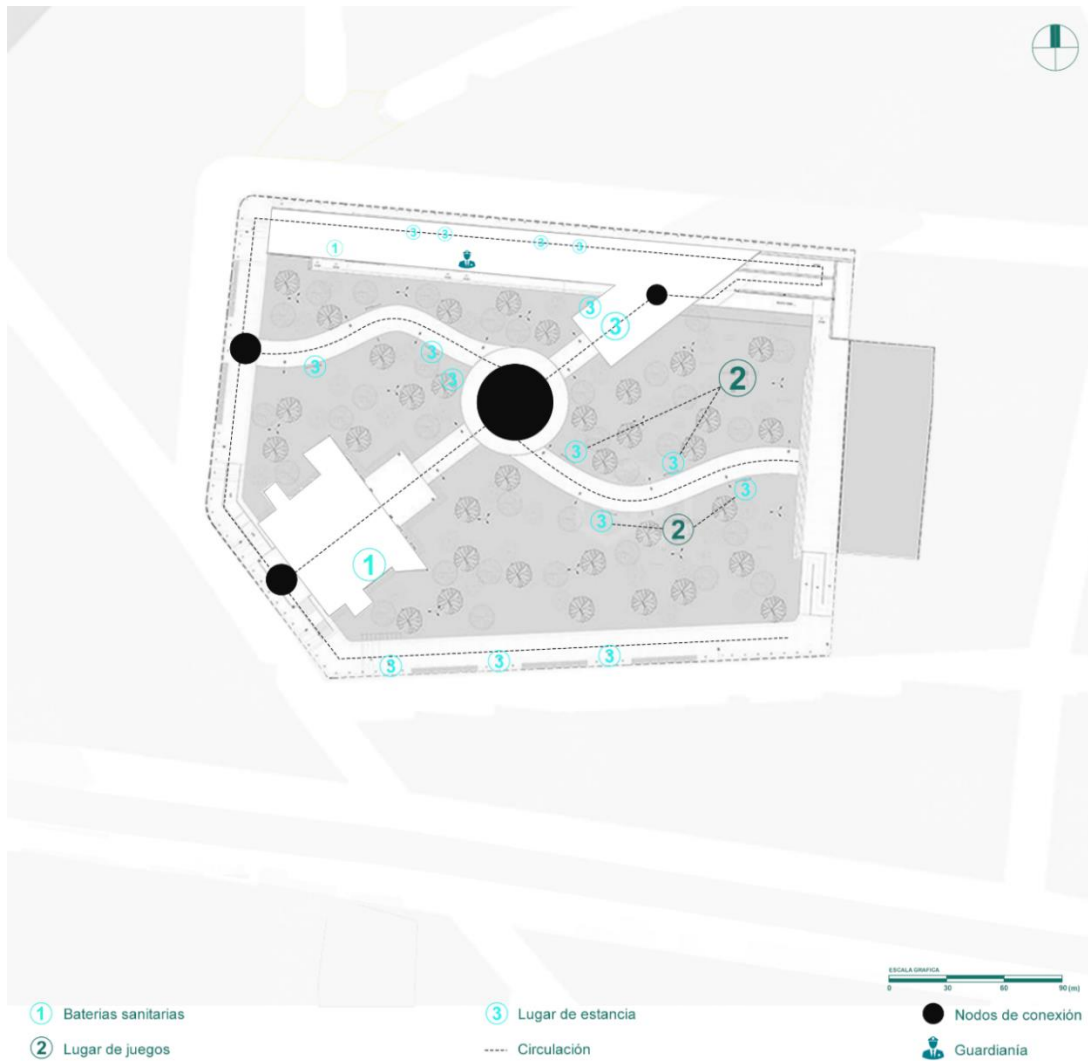 1
3
3
3
3
3
3
3
3
3
2
3
3
3
3
3
2
1
3
3
3
ESCALA GRAFICA
0 30 60 90 (m)
1 Baterias sanitarias
3 Lugar de estancia
Nodos de conexión
2 Lugar de juegos
Circulación
Guardianía